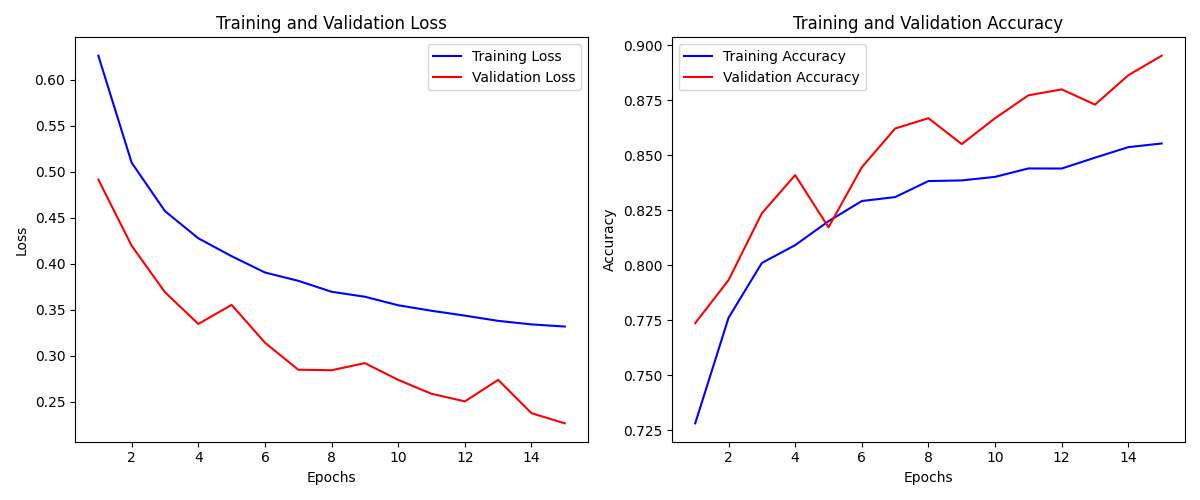 Training and Validation Loss
Training Loss
Validation Loss
0.60
0.55
0.50
0.45
0.40
0.35
0.30
0.25
Loss
2 4 6 8 10 12 14
Epochs
Training and Validation Accuracy
Training Accuracy
Validation Accuracy
0.900
0.875
0.850
0.825
0.800
0.775
0.750
0.725
Accuracy
2 4 6 8 10 12 14
Epochs